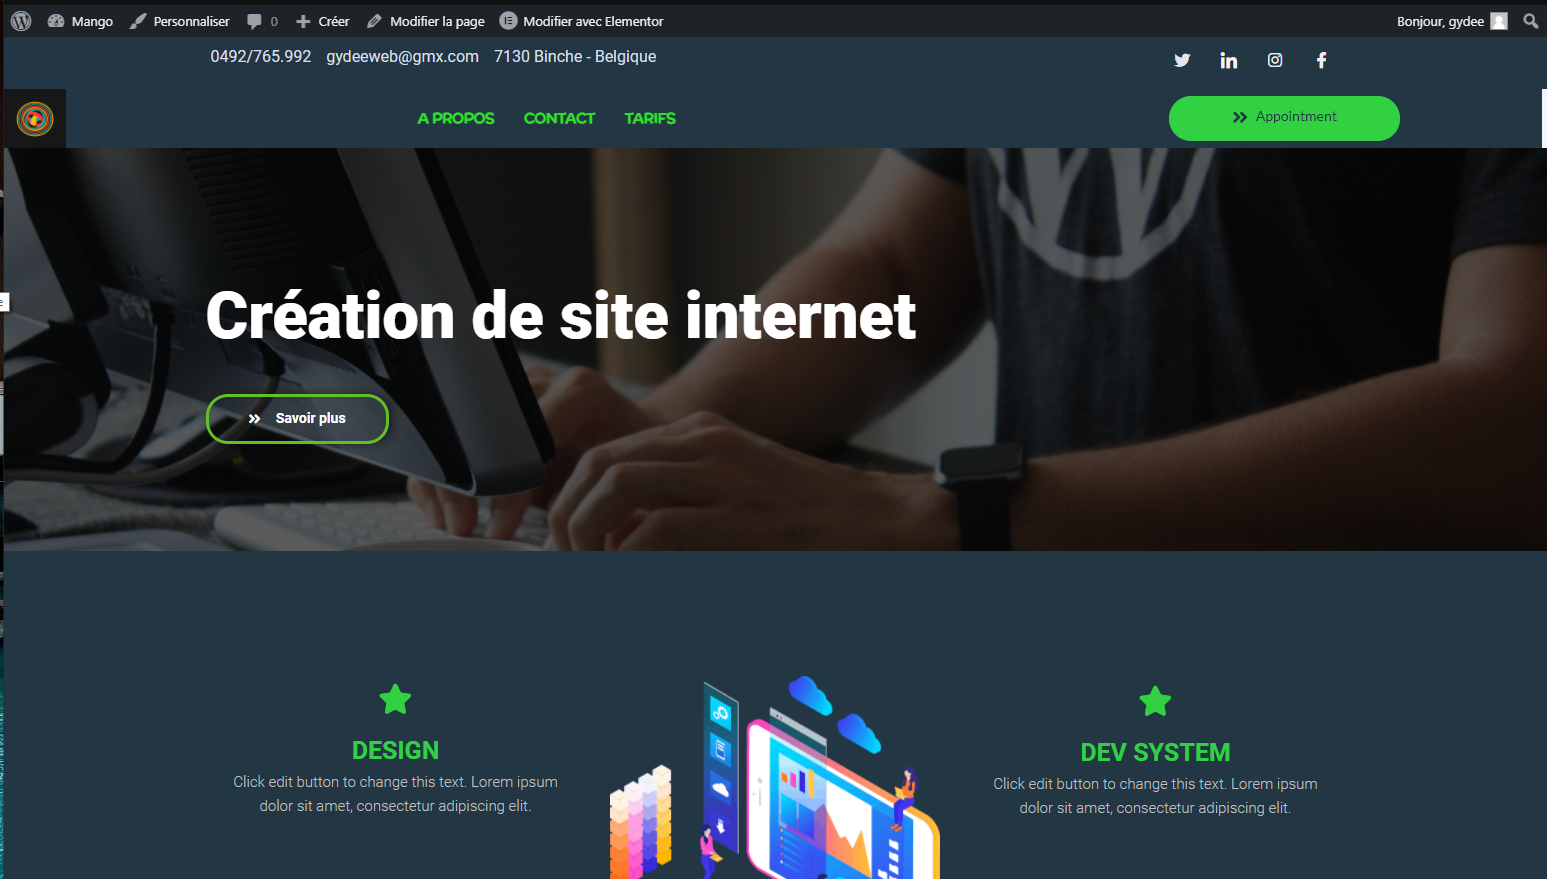 Mango Personnaliser 0 Créer Modifier la page Modifier avec Elementor Bonjour, gydee
0492/765.992 gydeeweb@gmx.com 7130 Binche - Belgique
A PROPOS CONTACT TARIFS Appointment
Création de site internet
Savoir plus
DESIGN
Click edit button to change this text. Lorem ipsum
dolor sit amet, consectetur adipiscing elit.
DEV SYSTEM
Click edit button to change this text. Lorem ipsum
dolor sit amet, consectetur adipiscing elit.